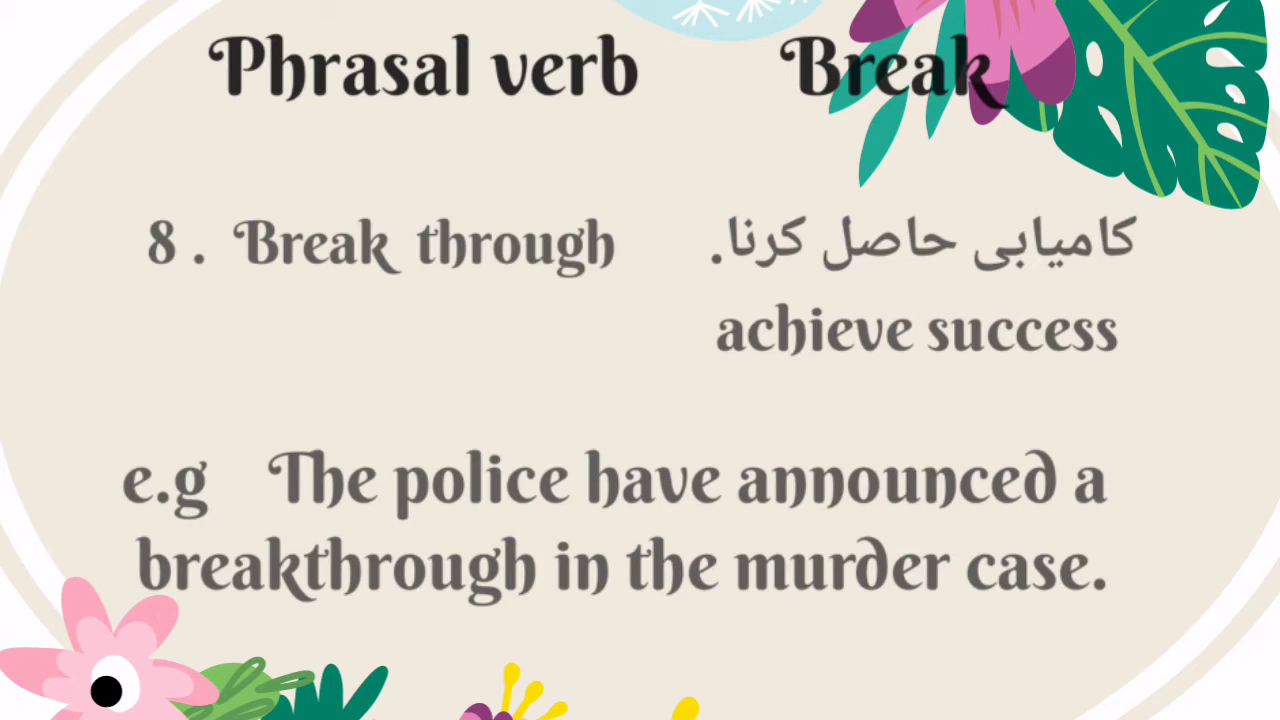 Phrasal verb Break
8 . Break through کامیابی حاصل کرنا.
achieve success
e.g The police have announced a
breakthrough in the murder case.